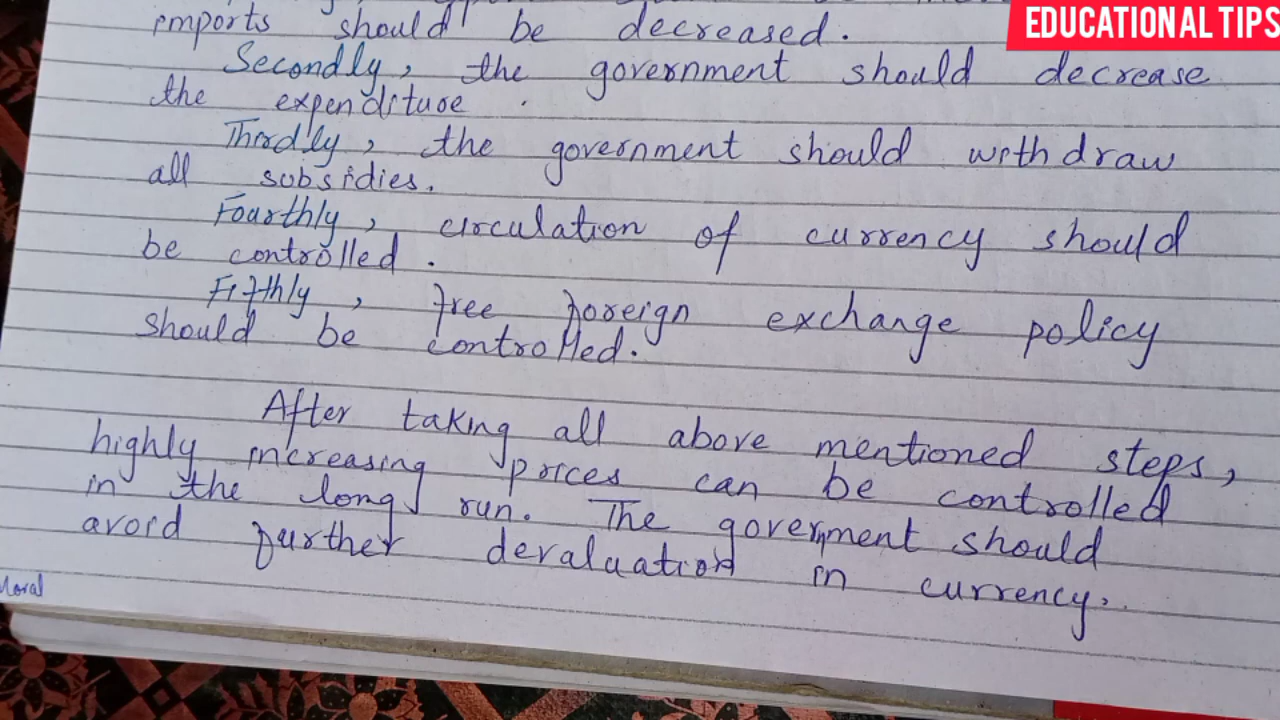 EDUCATIONAL TIPS
imports should be decreased.
Secondly, the government should decrease
the expenditure.
Thirdly, the government should withdraw
all subsidies.
Fourthly, circulation of currency should
be controlled.
Fifthly, free foreign exchange policy
should be controlled.
After taking all above mentioned steps,
highly increasing prices can be controlled
in the long run. The government should
avoid further devaluation in currency.
Moral